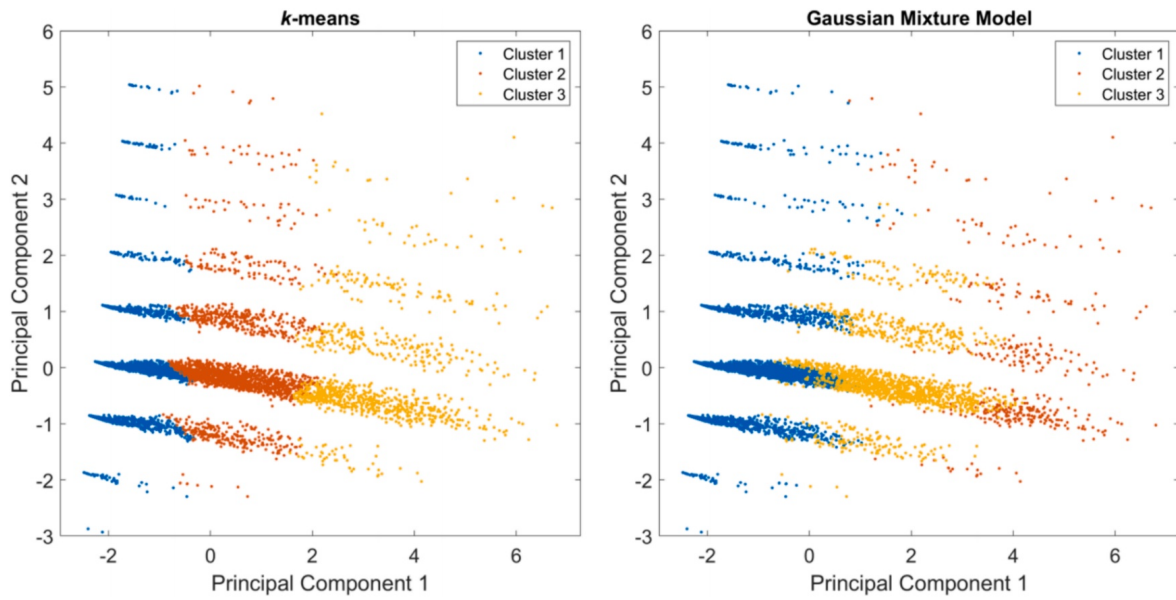 k-means
Cluster 1
Cluster 2
Cluster 3
6
5
4
3
2
1
0
-1
-2
-3
Principal Component 2
-2 0 2 4 6
Principal Component 1
Gaussian Mixture Model
Cluster 1
Cluster 2
Cluster 3
6
5
4
3
2
1
0
-1
-2
-3
Principal Component 2
-2 0 2 4 6
Principal Component 1